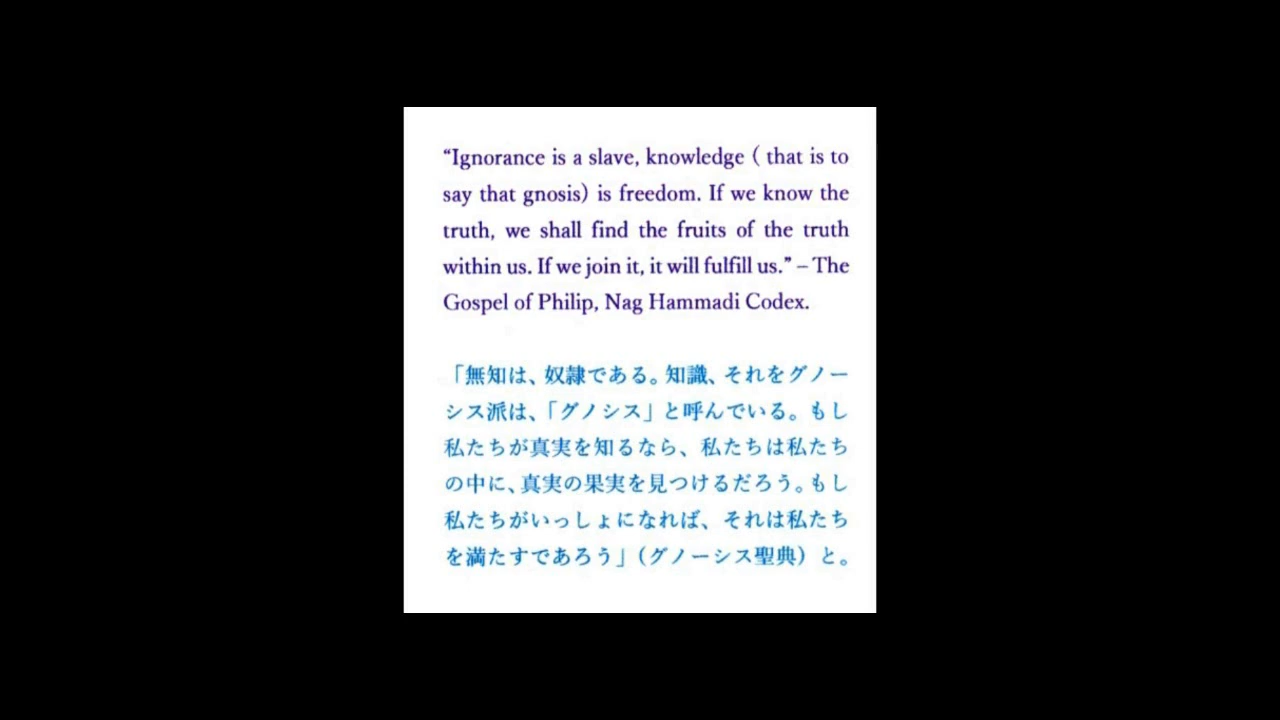 “Ignorance is a slave, knowledge ( that is to
say that gnosis) is freedom. If we know the
truth, we shall find the fruits of the truth
within us. If we join it, it will fulfill us.” – The
Gospel of Philip, Nag Hammadi Codex.
「無知は、奴隷である。知識、それをグノー
シス派は、「グノシス」と呼んでいる。もし
私たちが真実を知るなら、私たちは私たち
の中に、真実の果実を見つけるだろう。もし
私たちがいっしょになれば、それは私たち
を満たすであろう」（グノーシス聖典）と。